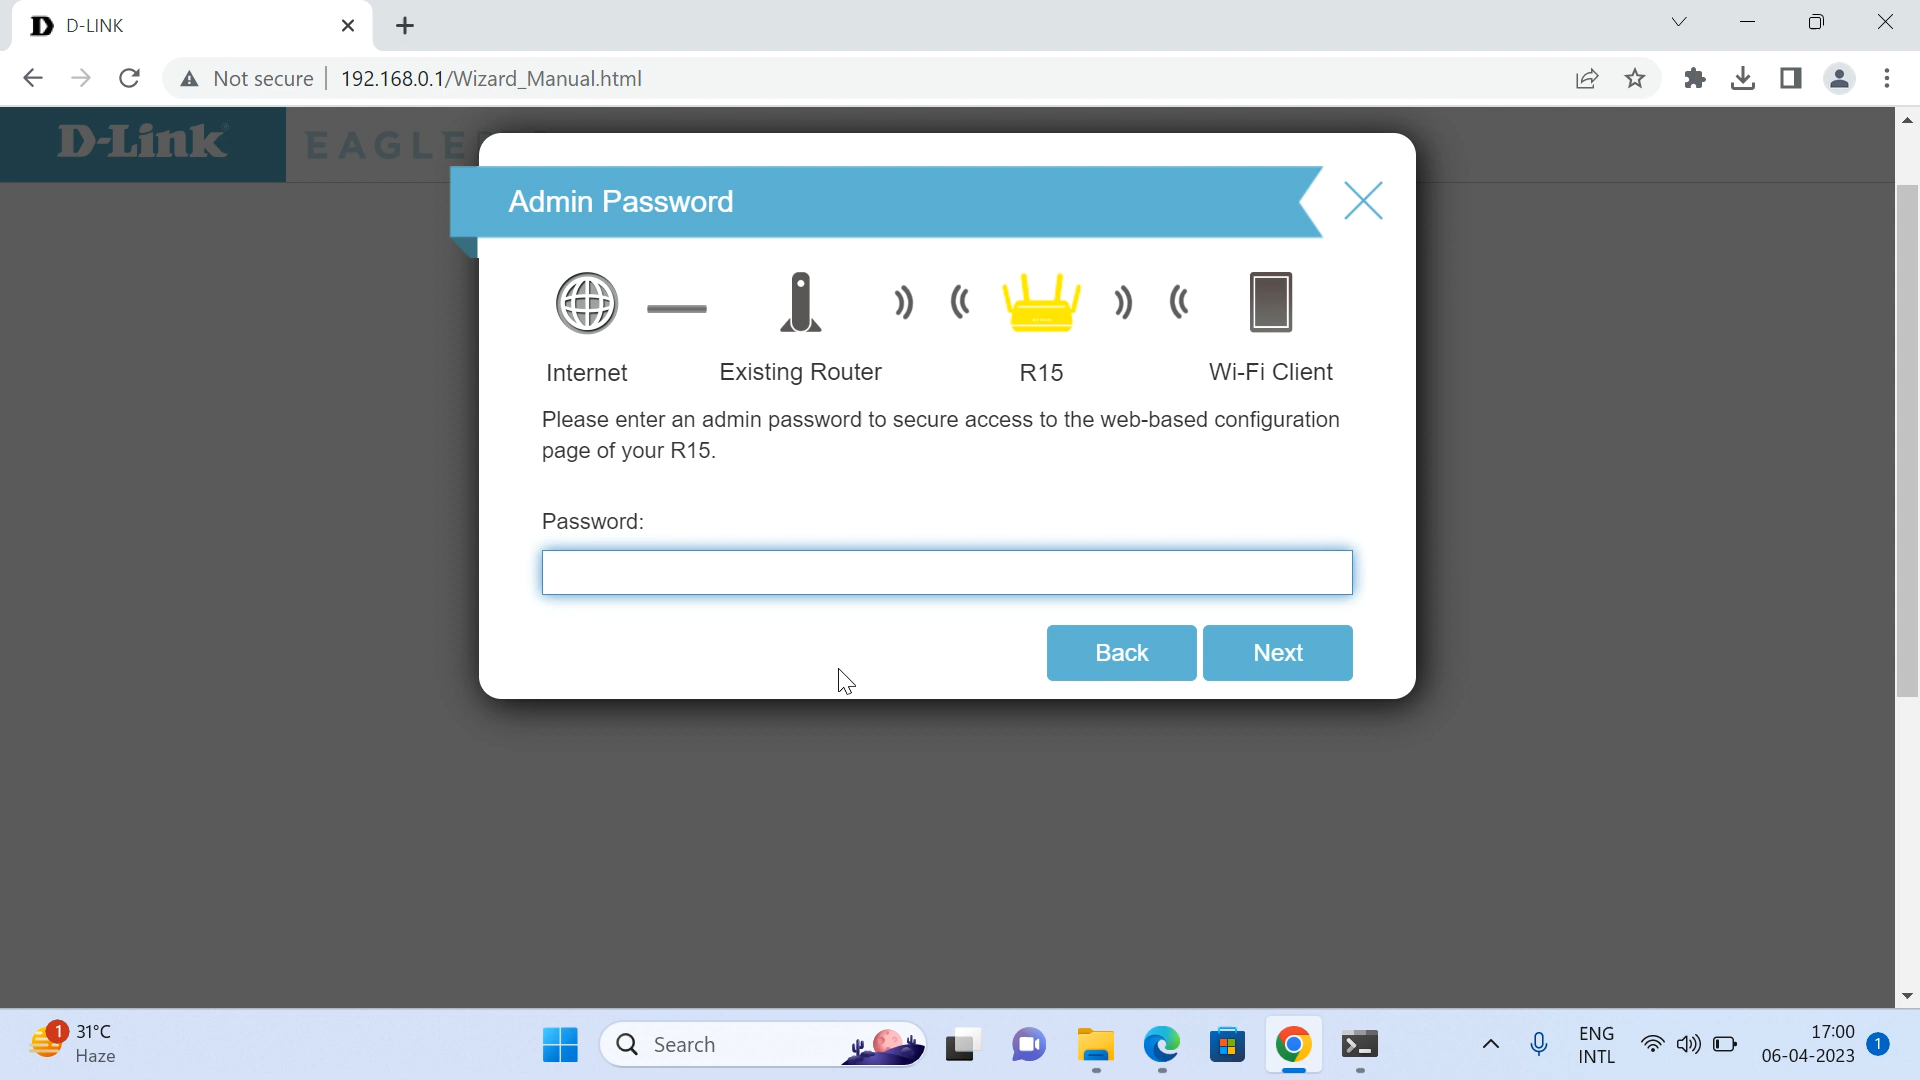 D-LINK
Not secure
192.168.0.1/Wizard_Manual.html
D-Link
EAGLE
Admin Password
Internet
Existing Router
R15
Wi-Fi Client
Please enter an admin password to secure access to the web-based configuration
page of your R15.
Password:
Back
Next
1
31°C
Haze
Search
ENG
INTL
17:00
06-04-2023
1